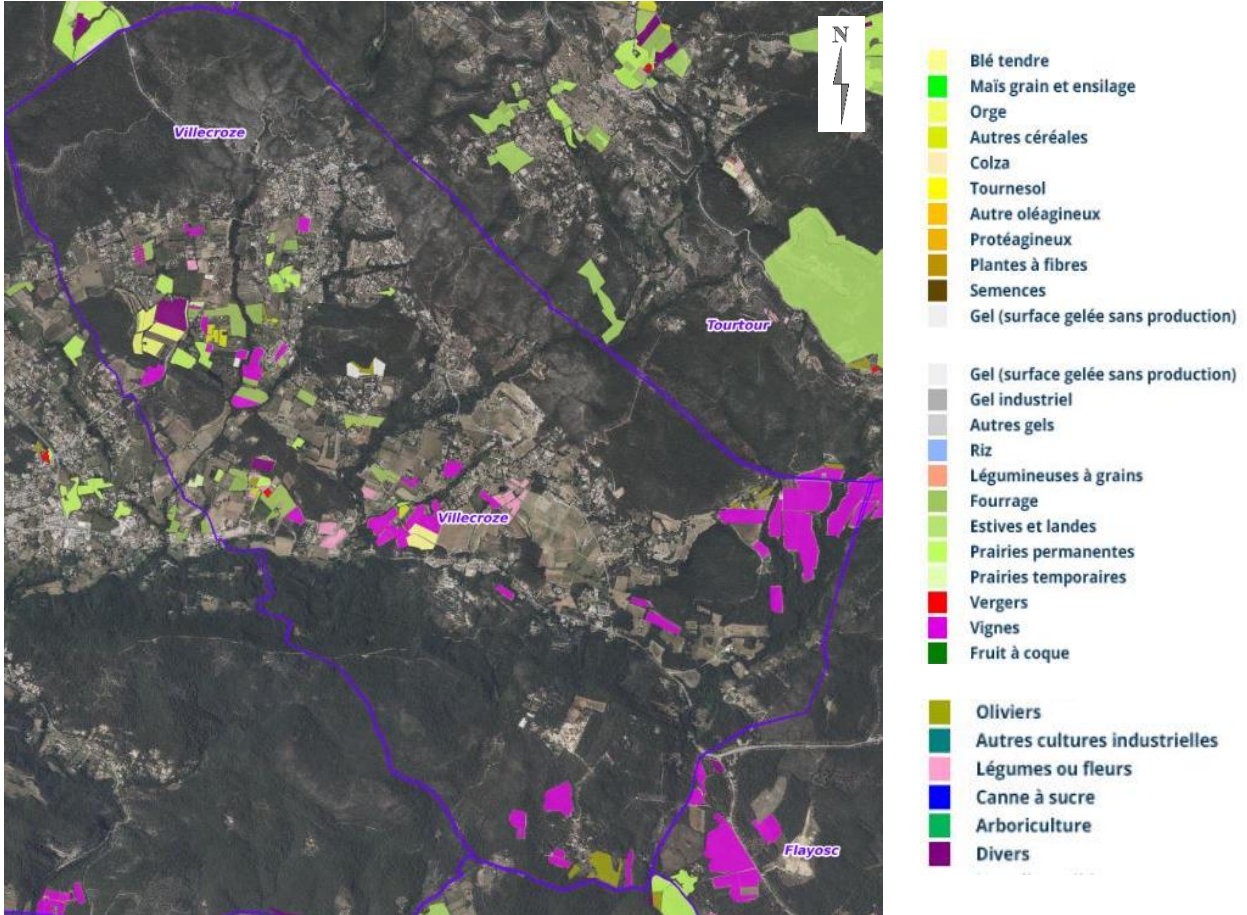 N
Villecroze
Tourtour
Villecroze
Flayosc
Blé tendre
Maïs grain et ensilage
Orge
Autres céréales
Colza
Tournesol
Autre oléagineux
Protéagineux
Plantes à fibres
Semences
Gel (surface gelée sans production)
Gel (surface gelée sans production)
Gel industriel
Autres gels
Riz
Légumineuses à grains
Fourrage
Estives et landes
Prairies permanentes
Prairies temporaires
Vergers
Vignes
Fruit à coque
Oliviers
Autres cultures industrielles
Légumes ou fleurs
Canne à sucre
Arboriculture
Divers